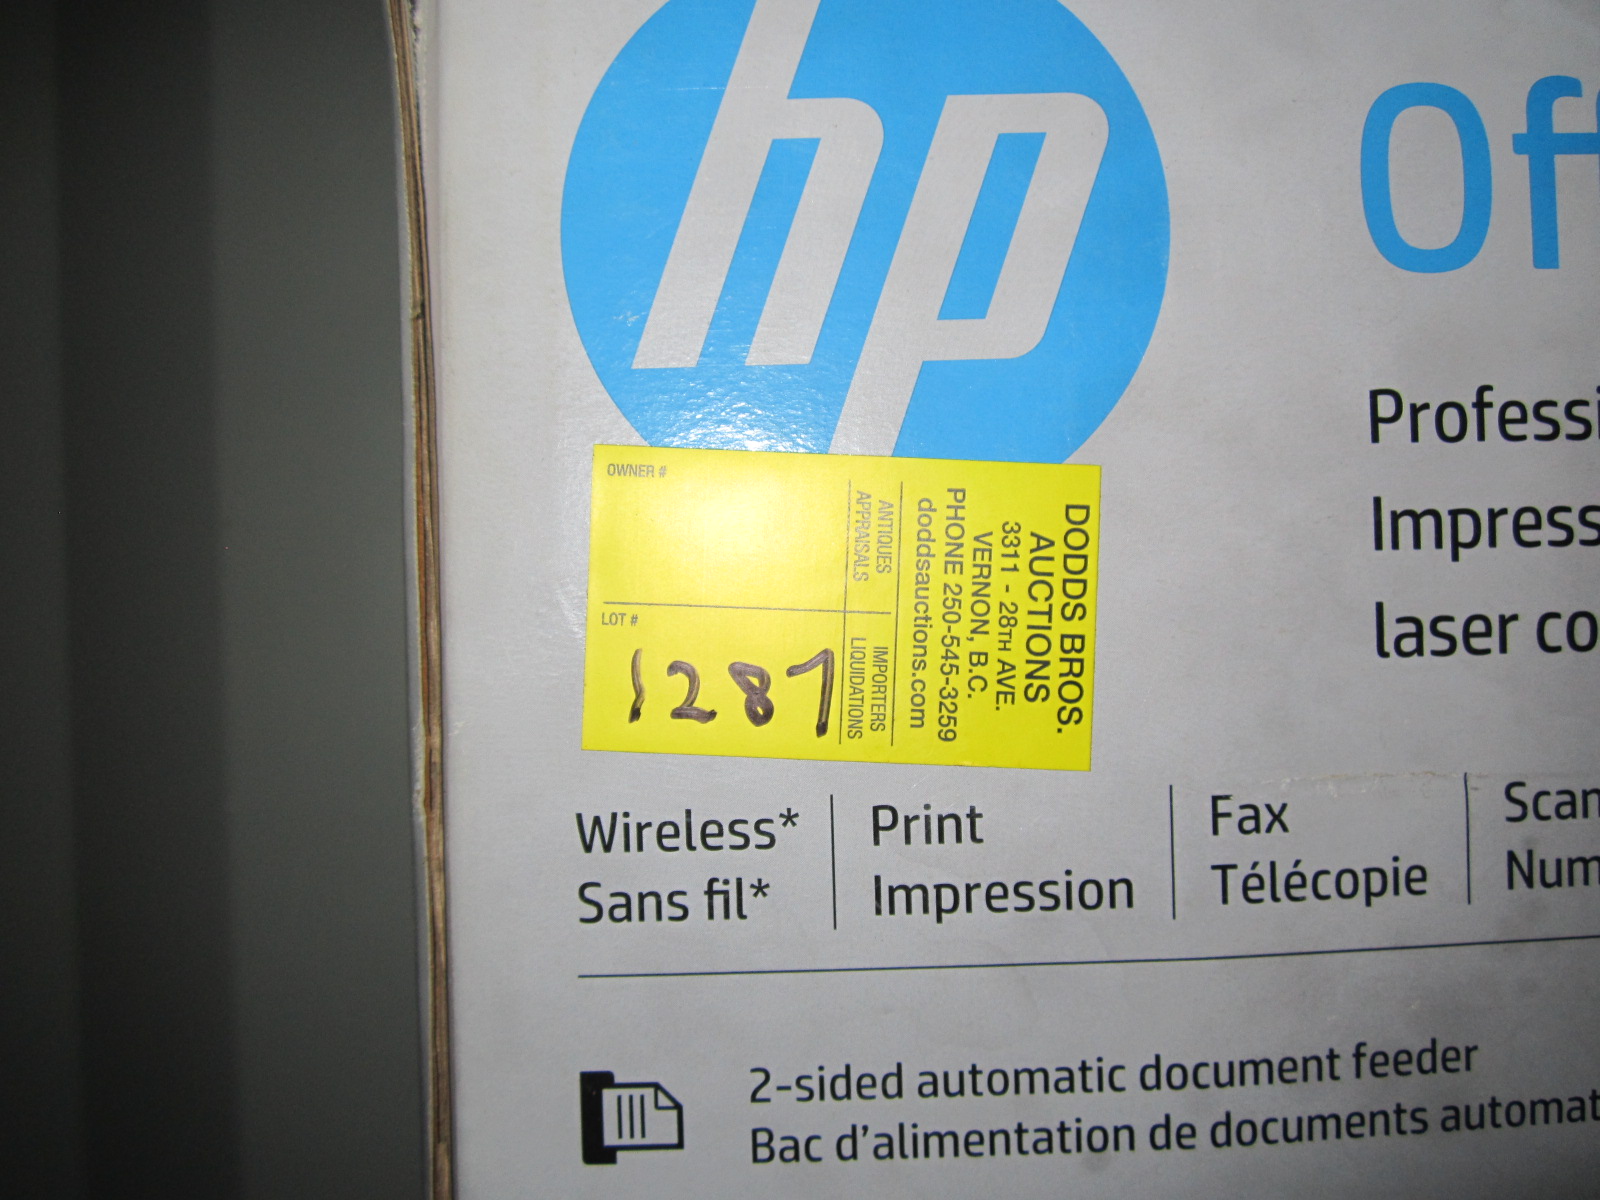 hp
Of
Professi
Impress
laser co
OWNER #
LOT #
1287
ANTIQUES
APPRAISALS
IMPORTERS
LIQUIDATIONS
DODDS BROS.
AUCTIONS
3311 - 28TH AVE.
VERNON, B.C.
PHONE 250-545-3259
doddsauctions.com
Wireless*
Sans fil*
Print
Impression
Fax
Télécopie
Scan
Num
2-sided automatic document feeder
Bac d'alimentation de documents automat